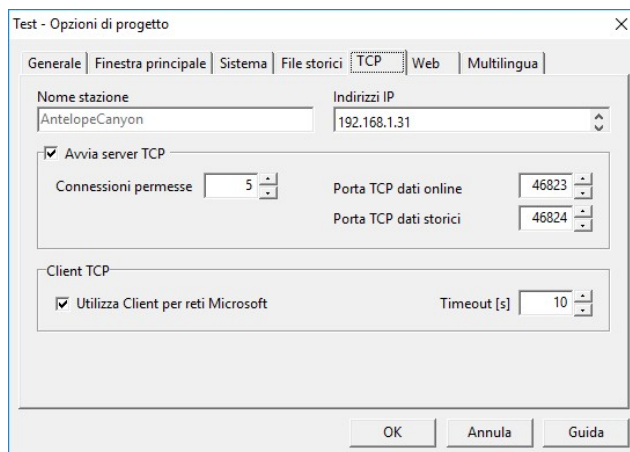 Test - Opzioni di progetto
Generale Finestra principale Sistema File storici TCP Web Multilingua
Nome stazione Indirizzi IP
AntelopeCanyon 192.168.1.31
Avvia server TCP
Connessioni permesse 5 Porta TCP dati online 46823
Porta TCP dati storici 46824
Client TCP
Utilizza Client per reti Microsoft Timeout [s] 10
OK Annulla Guida